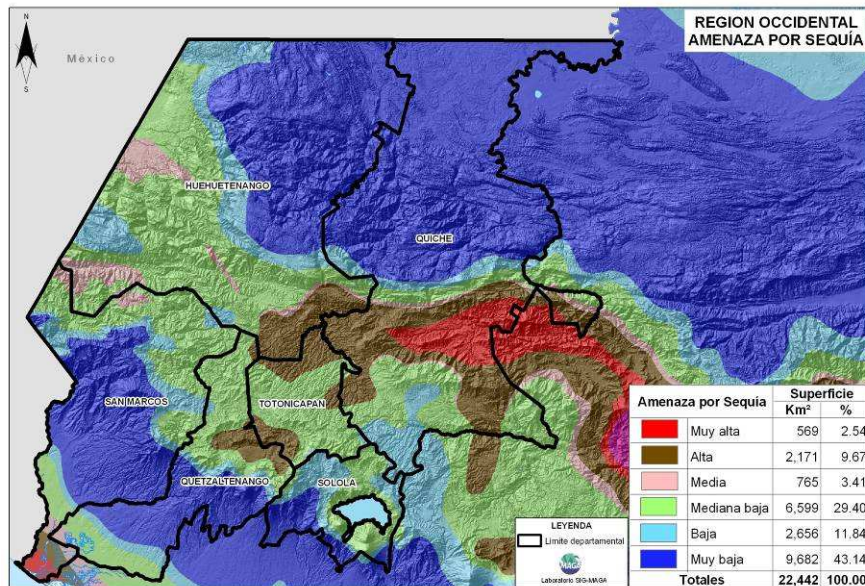 REGION OCCIDENTAL
AMENAZA POR SEQUÍA
N
S
México
HUEHUETENANGO
QUICHE
SAN MARCOS
TOTONICAPAN
QUETZALTENANGO
SOLOLA
Amenaza por Sequía Superficie
Km² %
Muy alta 569 2.54
Alta 2,171 9.67
Media 765 3.41
Mediana baja 6,599 29.40
Baja 2,656 11.84
Muy baja 9,682 43.14
Totales 22,442 100.00
LEYENDA
Limite departamental
MAGA
Laboratorio SIG-MAGA